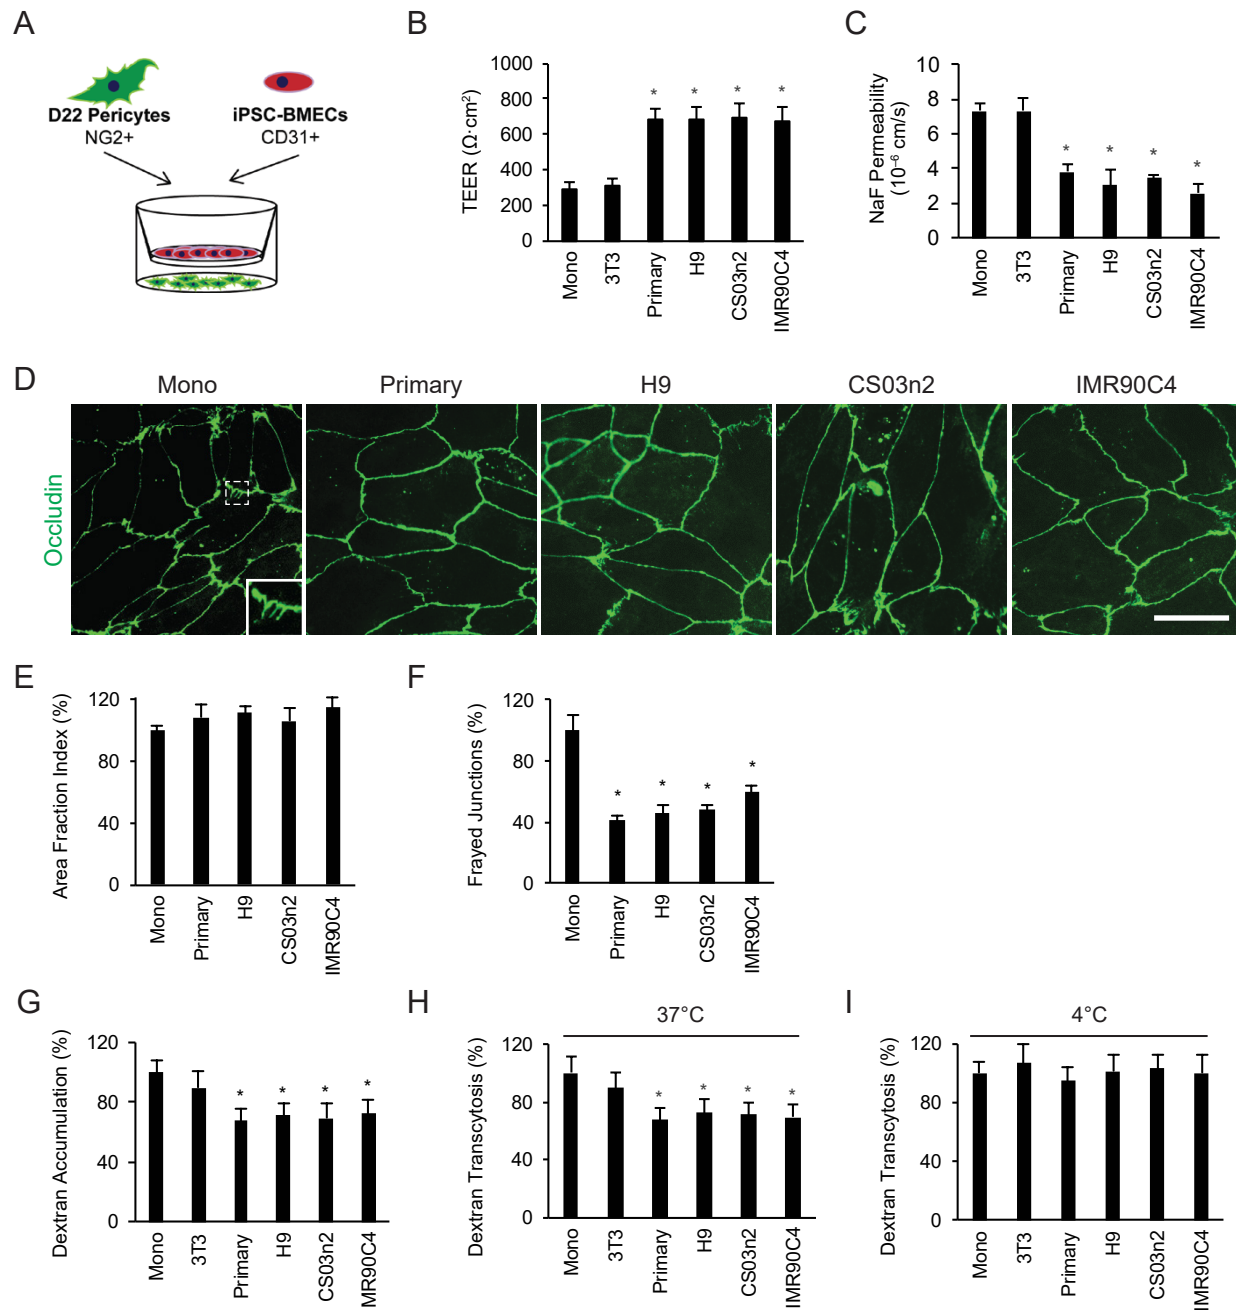 A
D22 Pericytes
NG2+
iPSC-BMECs
CD31+
B
TEER (Ω·cm²)
1000
800
600
400
200
0
Mono
3T3
Primary
H9
CS03n2
IMR90C4
*
*
*
*
C
NaF Permeability
(10⁻⁶ cm/s)
10
8
6
4
2
0
Mono
3T3
Primary
H9
CS03n2
IMR90C4
*
*
*
*
D
Mono
Primary
H9
CS03n2
IMR90C4
Occludin
E
Area Fraction Index (%)
120
80
40
0
Mono
Primary
H9
CS03n2
IMR90C4
F
Frayed Junctions (%)
120
80
40
0
Mono
Primary
H9
CS03n2
IMR90C4
*
*
*
*
G
Dextran Accumulation (%)
120
80
40
0
Mono
3T3
Primary
H9
CS03n2
MR90C4
*
*
*
*
H
37°C
Dextran Transcytosis (%)
120
80
40
0
Mono
3T3
Primary
H9
CS03n2
IMR90C4
*
*
*
*
I
4°C
Dextran Transcytosis (%)
120
80
40
0
Mono
3T3
Primary
H9
CS03n2
IMR90C4